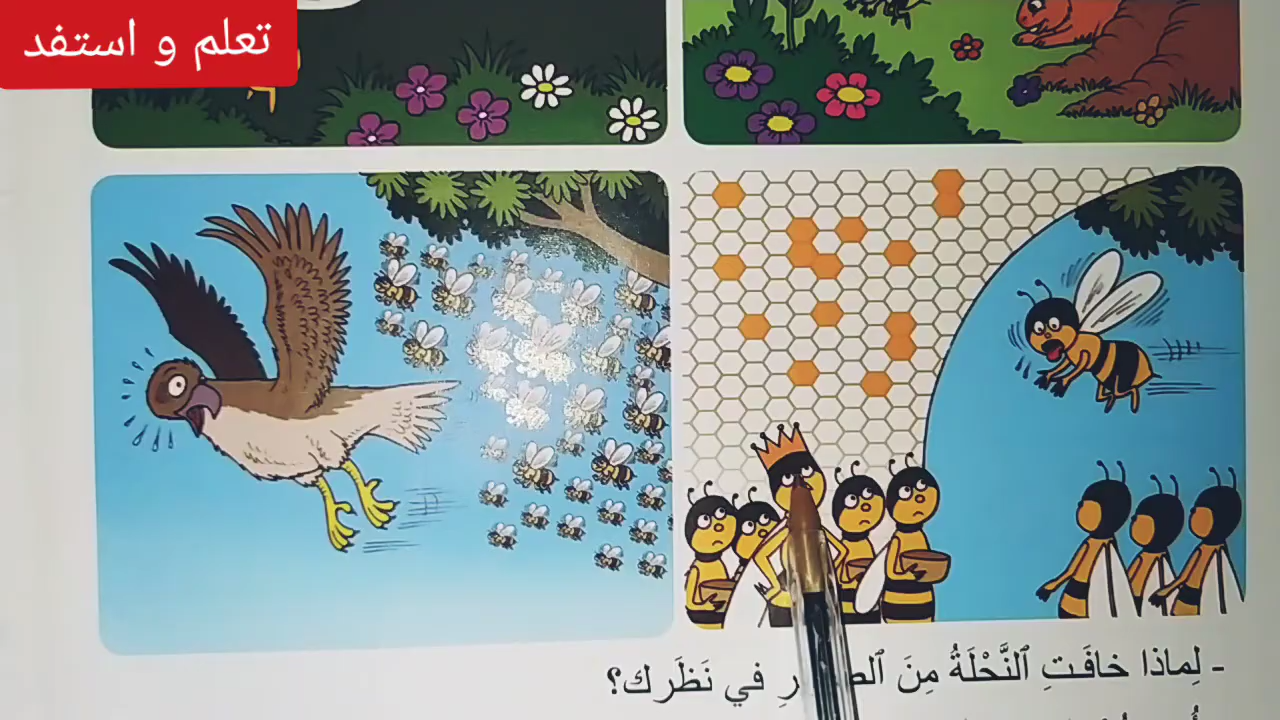 تعلم و استفد
- لِماذا خافَتِ ٱلنَّحْلَةُ مِنَ في نَظَرِك؟